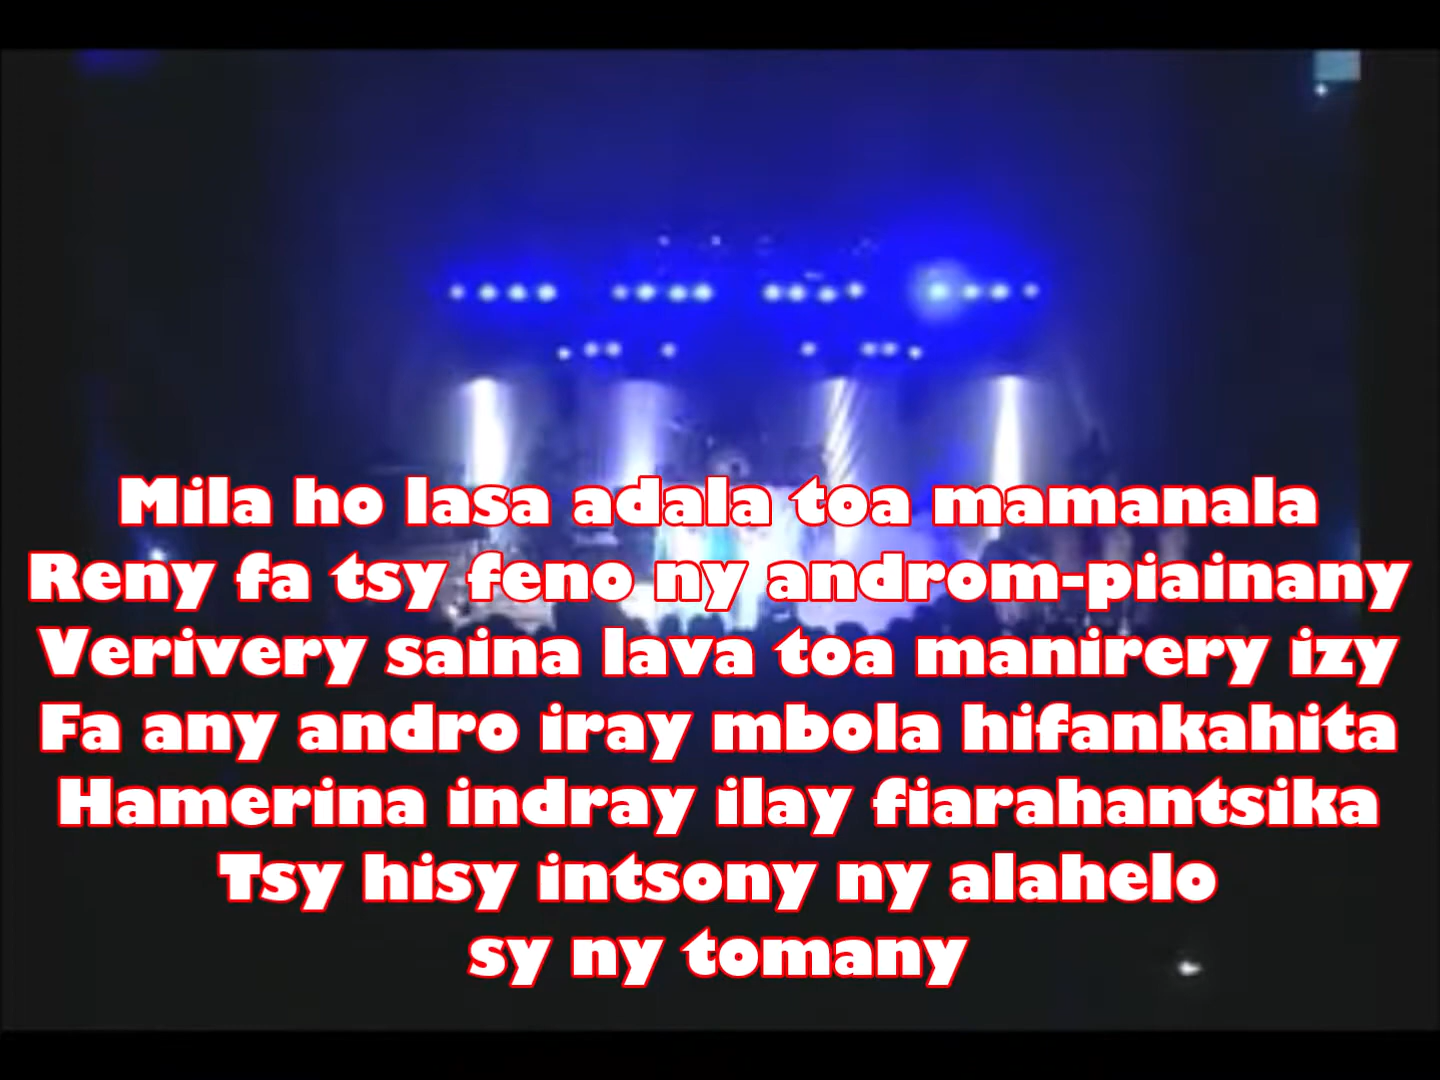 Mila ho lasa adala toa mamanala
Reny fa tsy feno ny androm-piainany
Verivery saina lava toa manirery izy
Fa any andro iray mbola hifankahita
Hamerina indray ilay fiarahantsika
Tsy hisy intsony ny alahelo
sy ny tomany